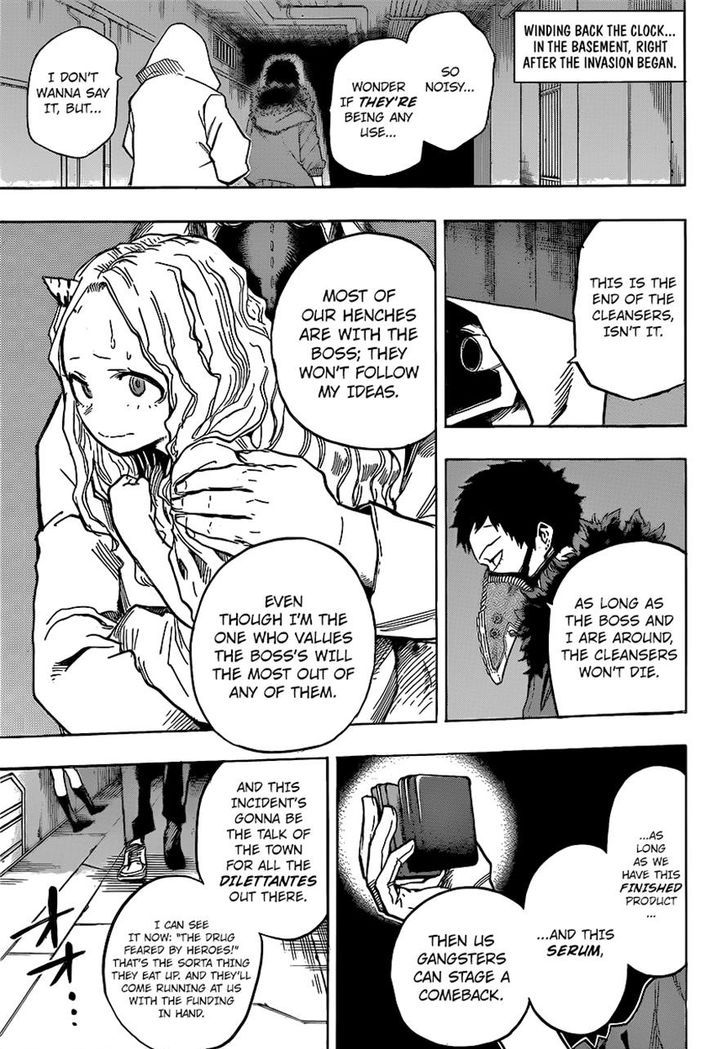 WINDING BACK THE CLOCK...
IN THE BASEMENT, RIGHT
AFTER THE INVASION BEGAN.
SO
NOISY...
WONDER
IF THEY'RE
BEING ANY
USE...
I DON'T
WANNA SAY
IT, BUT...
THIS IS THE
END OF THE
CLEANSERS,
ISN'T IT.
AS LONG AS
THE BOSS AND
I ARE AROUND,
THE CLEANSERS
WON'T DIE.
MOST OF
OUR HENCHES
ARE WITH THE
BOSS; THEY
WON'T FOLLOW
MY IDEAS.
EVEN
THOUGH I'M THE
ONE WHO VALUES
THE BOSS'S WILL
THE MOST OUT OF
ANY OF THEM.
...AS
LONG
AS WE
HAVE THIS
FINISHED
PRODUCT
...
...AND THIS
SERUM,
THEN US
GANGSTERS
CAN STAGE A
COMEBACK.
AND THIS
INCIDENT'S
GONNA BE
THE TALK OF
THE TOWN
FOR ALL THE
DILETTANTES
OUT THERE.
I CAN SEE
IT NOW: "THE DRUG
FEARED BY HEROES!"
THAT'S THE SORTA THING
THEY EAT UP. AND THEY'LL
COME RUNNING AT US
WITH THE FUNDING
IN HAND.